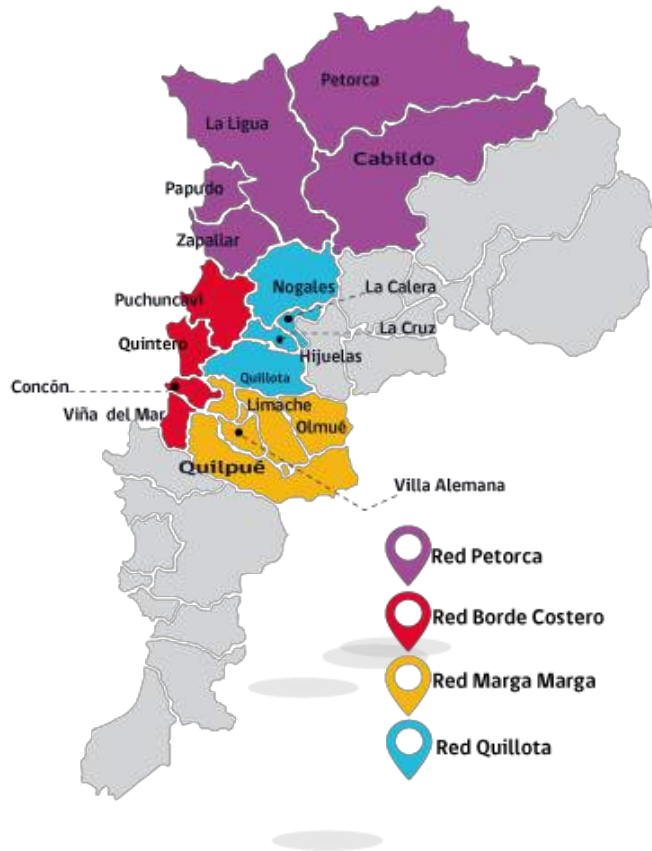 Petorca
La Ligua
Cabildo
Papudo
Zapallar
Nogales
La Calera
Puchuncaví
La Cruz
Quintero
Hijuelas
Quillota
Concón
Limache
Viña del Mar
Olmué
Quilpué
Villa Alemana
Red Petorca
Red Borde Costero
Red Marga Marga
Red Quillota